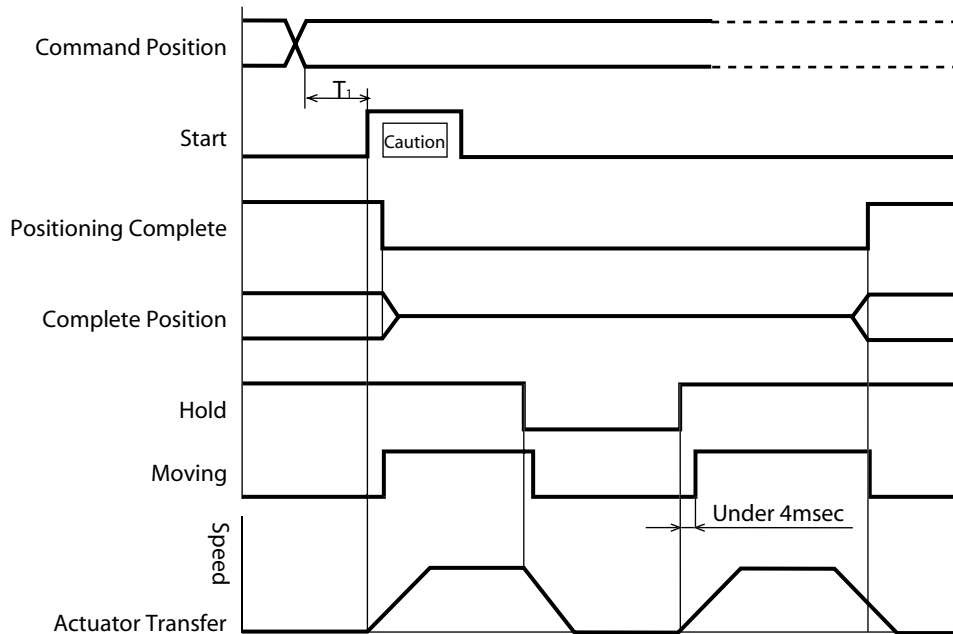 Command Position
T1
Start
Caution
Positioning Complete
Complete Position
Hold
Moving
Under 4msec
Speed
Actuator Transfer